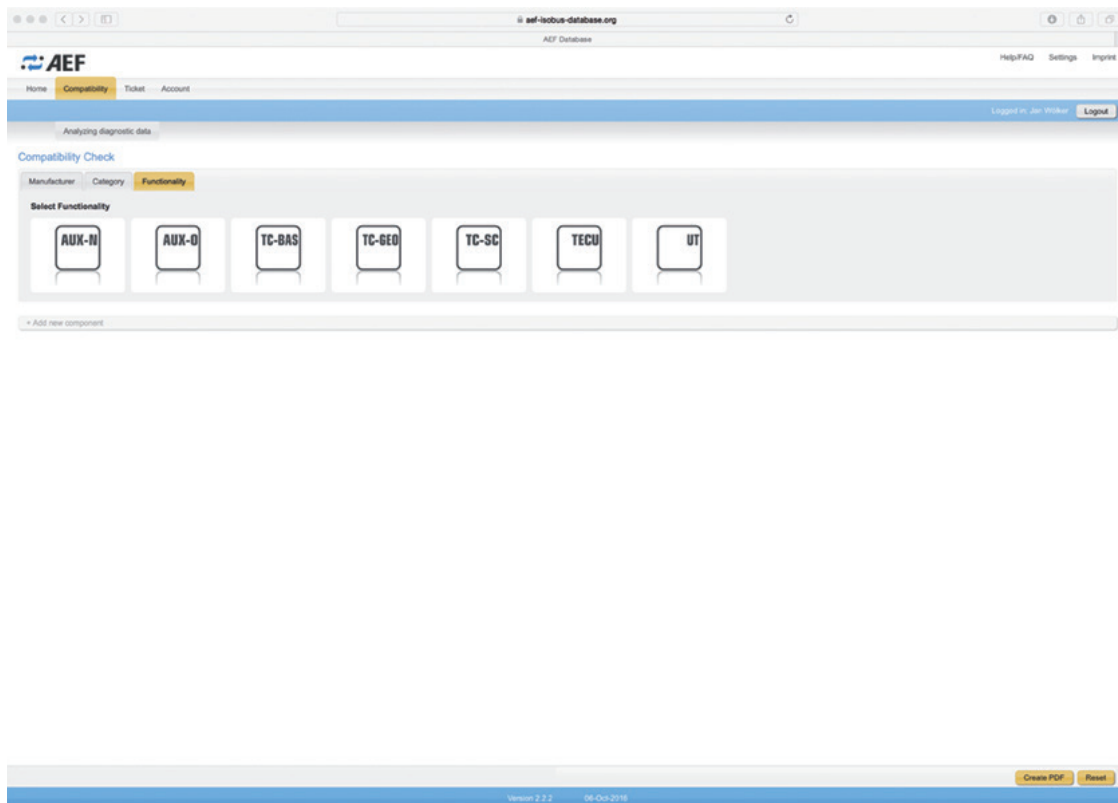 aef-isobus-database.org
AEF Database
AEF
Help/FAQ Settings Imprint
Home Compatibility Ticket Account
Logged in: Jan Wölker Logout
Analyzing diagnostic data
Compatibility Check
Manufacturer Category Functionality
Select Functionality
AUX-N AUX-O TC-BAS TC-GEO TC-SC TECU UT
+ Add new component
Create PDF Reset
Version 2.2.2 06-Oct-2016